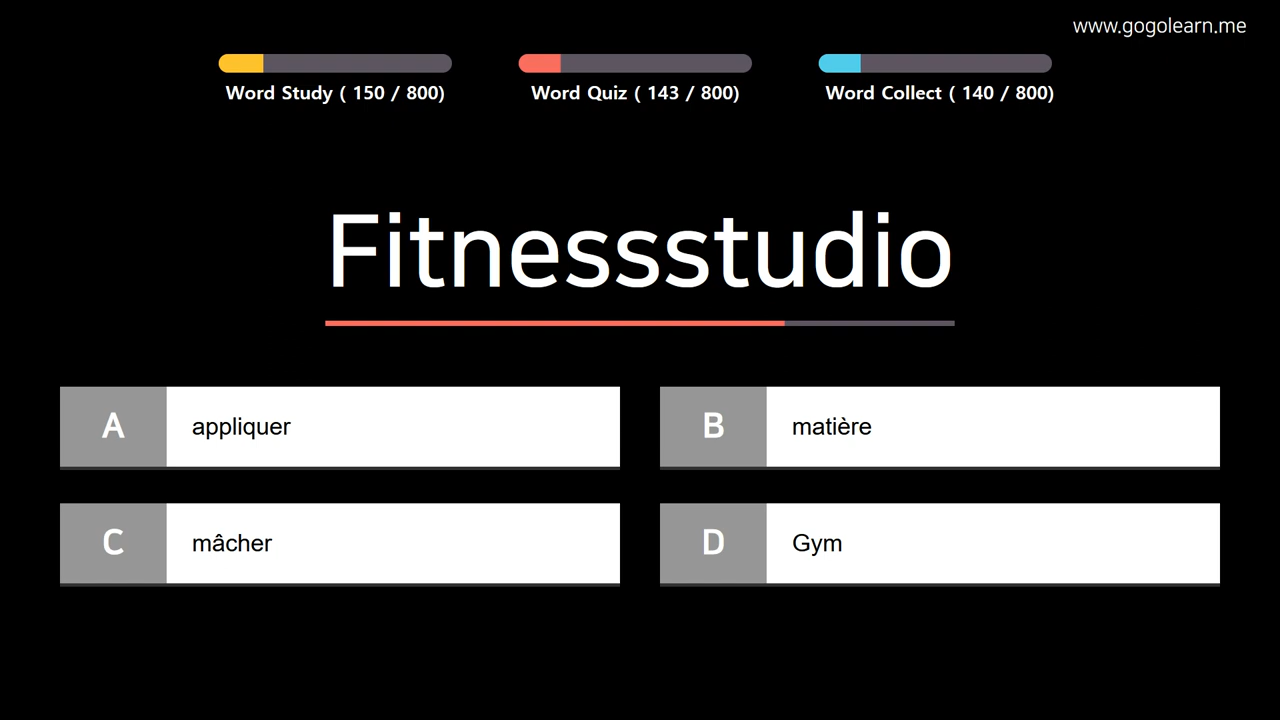 www.gogolearn.me
Word Study ( 150 / 800)
Word Quiz ( 143 / 800)
Word Collect ( 140 / 800)
Fitnessstudio
A
appliquer
B
matière
C
mâcher
D
Gym